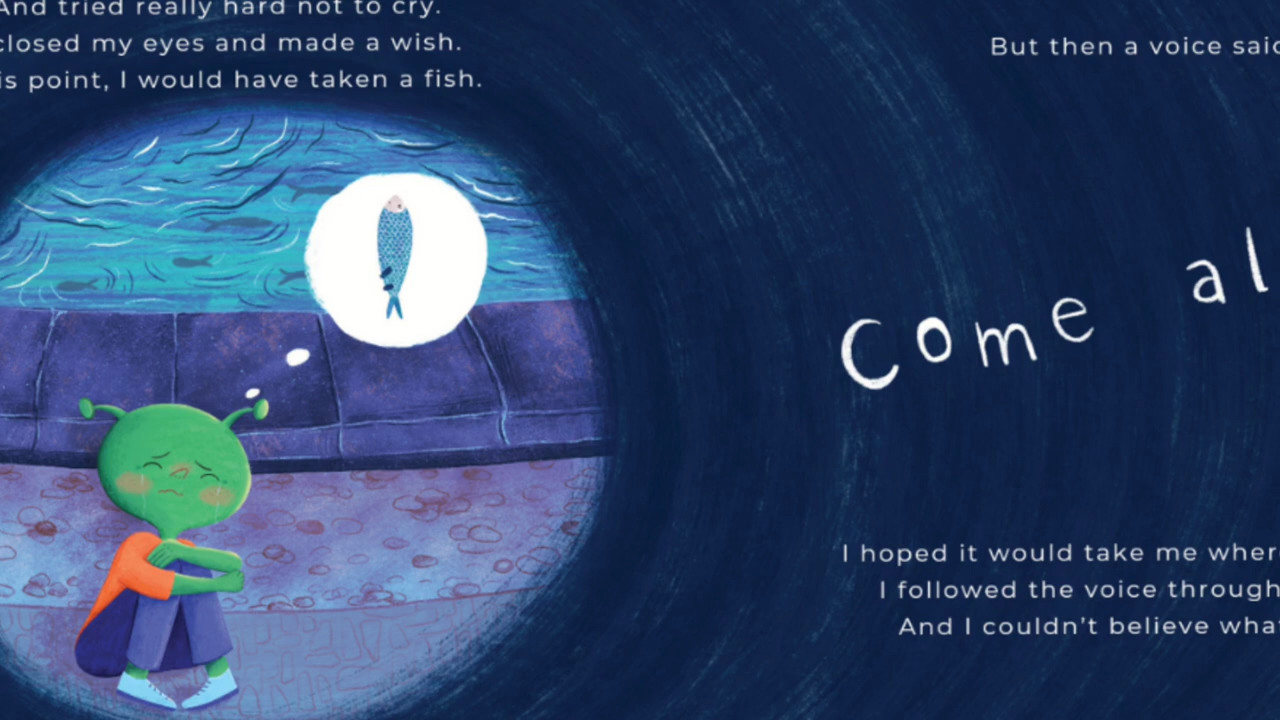 And tried really hard not to cry.
closed my eyes and made a wish.
is point, I would have taken a fish.
But then a voice said
Come al
I hoped it would take me wher
I followed the voice through
And I couldn't believe what